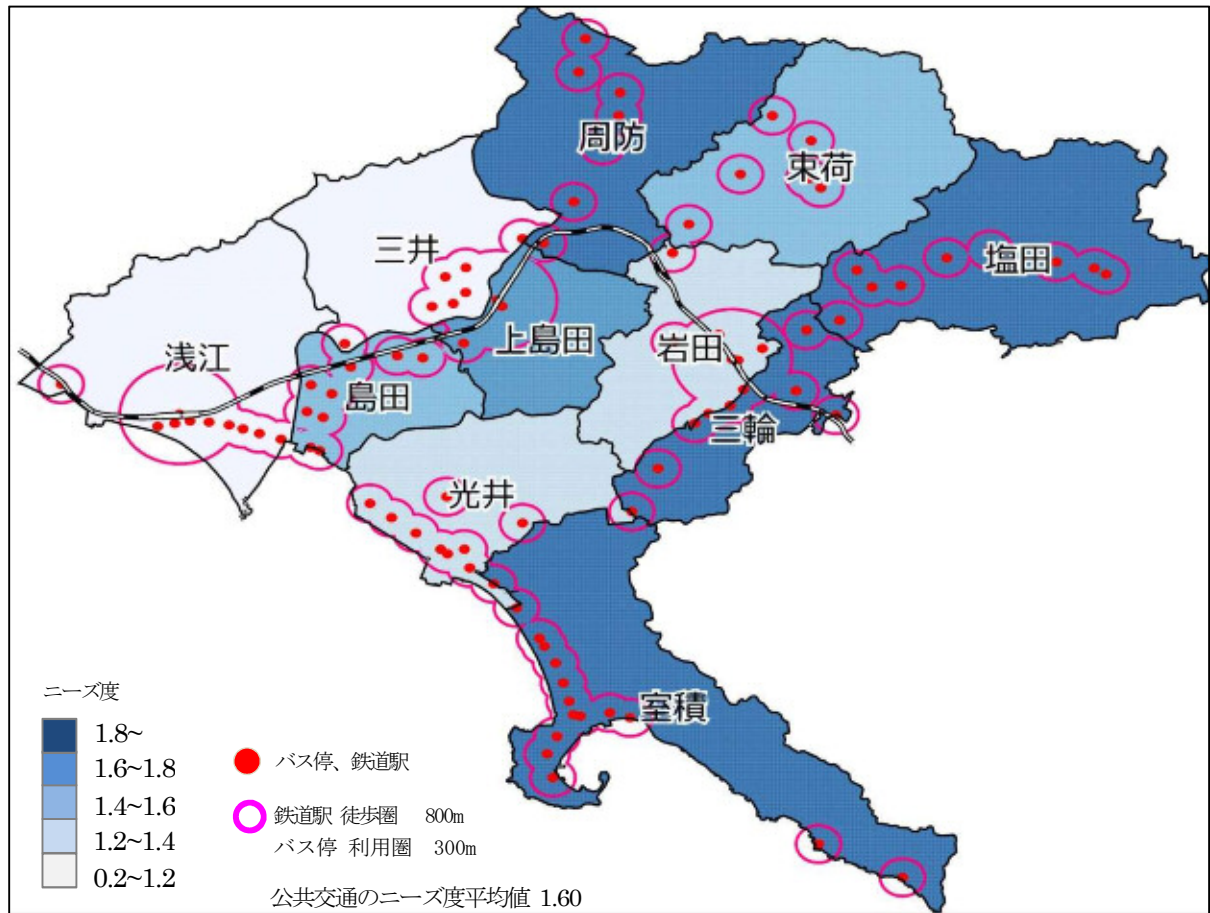 周防
束荷
三井
塩田
上島田
岩田
浅江
島田
三輪
光井
室積
ニーズ度
1.8~
1.6~1.8
1.4~1.6
1.2~1.4
0.2~1.2
バス停、鉄道駅
鉄道駅 徒歩圏 800m
バス停 利用圏 300m
公共交通のニーズ度平均値 1.60